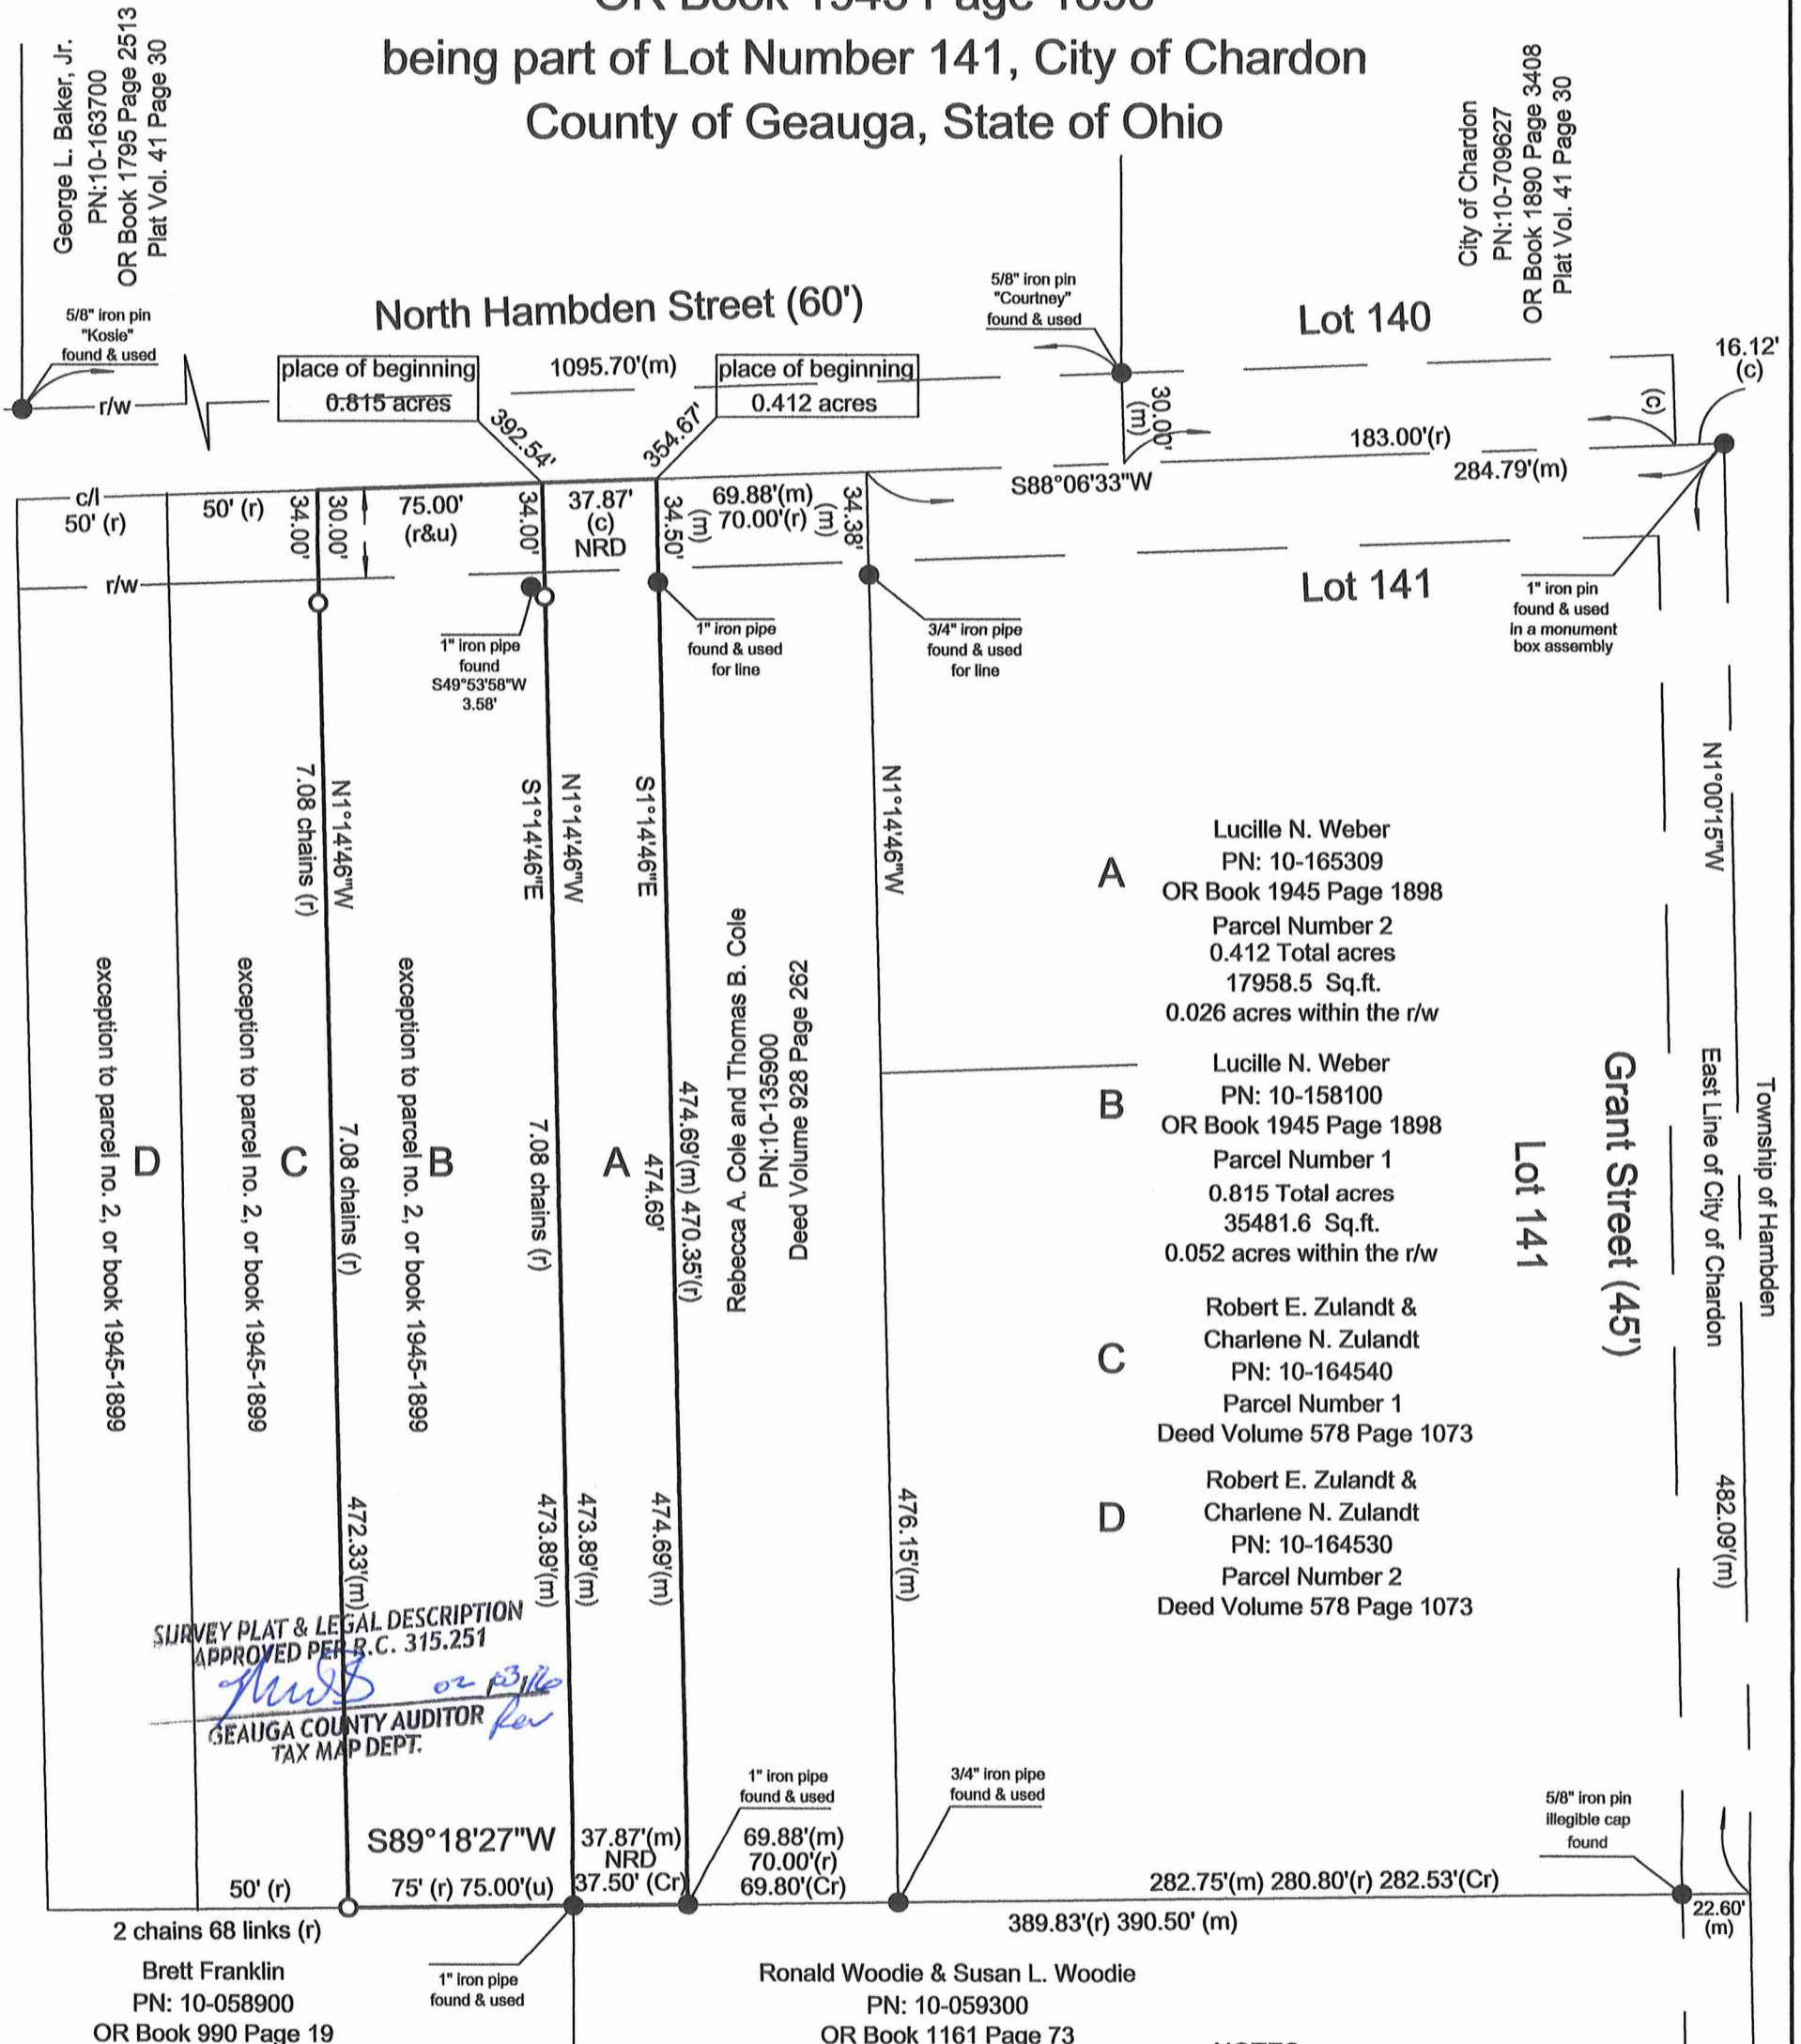 OR Book 1945 Page 1898
being part of Lot Number 141, City of Chardon
County of Geauga, State of Ohio
George L. Baker, Jr.
PN:10-163700
OR Book 1795 Page 2513
Plat Vol. 41 Page 30
City of Chardon
PN:10-709627
OR Book 1890 Page 3408
Plat Vol. 41 Page 30
5/8" iron pin
"Kosie"
found & used
North Hambden Street (60')
5/8" iron pin
"Courtney"
found & used
Lot 140
16.12'
(c)
r/w
place of beginning
0.815 acres
1095.70'(m)
place of beginning
0.412 acres
392.54'
354.67'
30.00'
(m)
(c)
183.00'(r)
284.79'(m)
S88°06'33"W
c/l
50' (r)
50' (r)
34.00'
30.00'
75.00'
(r&u)
34.00'
37.87'
(c)
NRD
34.50'
(m)
69.88'(m)
70.00'(r)
34.38'
(m)
r/w
Lot 141
1" iron pipe
found
S49°53'58"W
3.58'
1" iron pipe
found & used
for line
3/4" iron pipe
found & used
for line
1" iron pin
found & used
in a monument
box assembly
7.08 chains (r)
N1°14'46"W
S1°14'46"E
N1°14'46"W
S1°14'46"E
N1°14'46"W
N1°00'15"W
A
Lucille N. Weber
PN: 10-165309
OR Book 1945 Page 1898
Parcel Number 2
0.412 Total acres
17958.5 Sq.ft.
0.026 acres within the r/w
B
Lucille N. Weber
PN: 10-158100
OR Book 1945 Page 1898
Parcel Number 1
0.815 Total acres
35481.6 Sq.ft.
0.052 acres within the r/w
C
Robert E. Zulandt &
Charlene N. Zulandt
PN: 10-164540
Parcel Number 1
Deed Volume 578 Page 1073
D
Robert E. Zulandt &
Charlene N. Zulandt
PN: 10-164530
Parcel Number 2
Deed Volume 578 Page 1073
exception to parcel no. 2, or book 1945-1899
D
exception to parcel no. 2, or book 1945-1899
C
7.08 chains (r)
exception to parcel no. 2, or book 1945-1899
B
7.08 chains (r)
A
474.69'
474.69'(m) 470.35'(r)
Rebecca A. Cole and Thomas B. Cole
PN:10-135900
Deed Volume 928 Page 262
Lot 141
Grant Street (45')
East Line of City of Chardon
Township of Hambden
472.33'(m)
473.89'(m)
473.89'(m)
474.69'(m)
476.15'(m)
482.09'(m)
SURVEY PLAT & LEGAL DESCRIPTION
APPROVED PER R.C. 315.251
02 03/16
Rev
GEAUGA COUNTY AUDITOR
TAX MAP DEPT.
1" iron pipe
found & used
3/4" iron pipe
found & used
5/8" iron pin
illegible cap
found
S89°18'27"W
50' (r)
75' (r) 75.00'(u)
37.87'(m)
NRD
37.50' (Cr)
69.88'(m)
70.00'(r)
69.80'(Cr)
282.75'(m) 280.80'(r) 282.53'(Cr)
22.60'
(m)
2 chains 68 links (r)
389.83'(r) 390.50' (m)
Brett Franklin
PN: 10-058900
OR Book 990 Page 19
1" iron pipe
found & used
Ronald Woodie & Susan L. Woodie
PN: 10-059300
OR Book 1161 Page 73